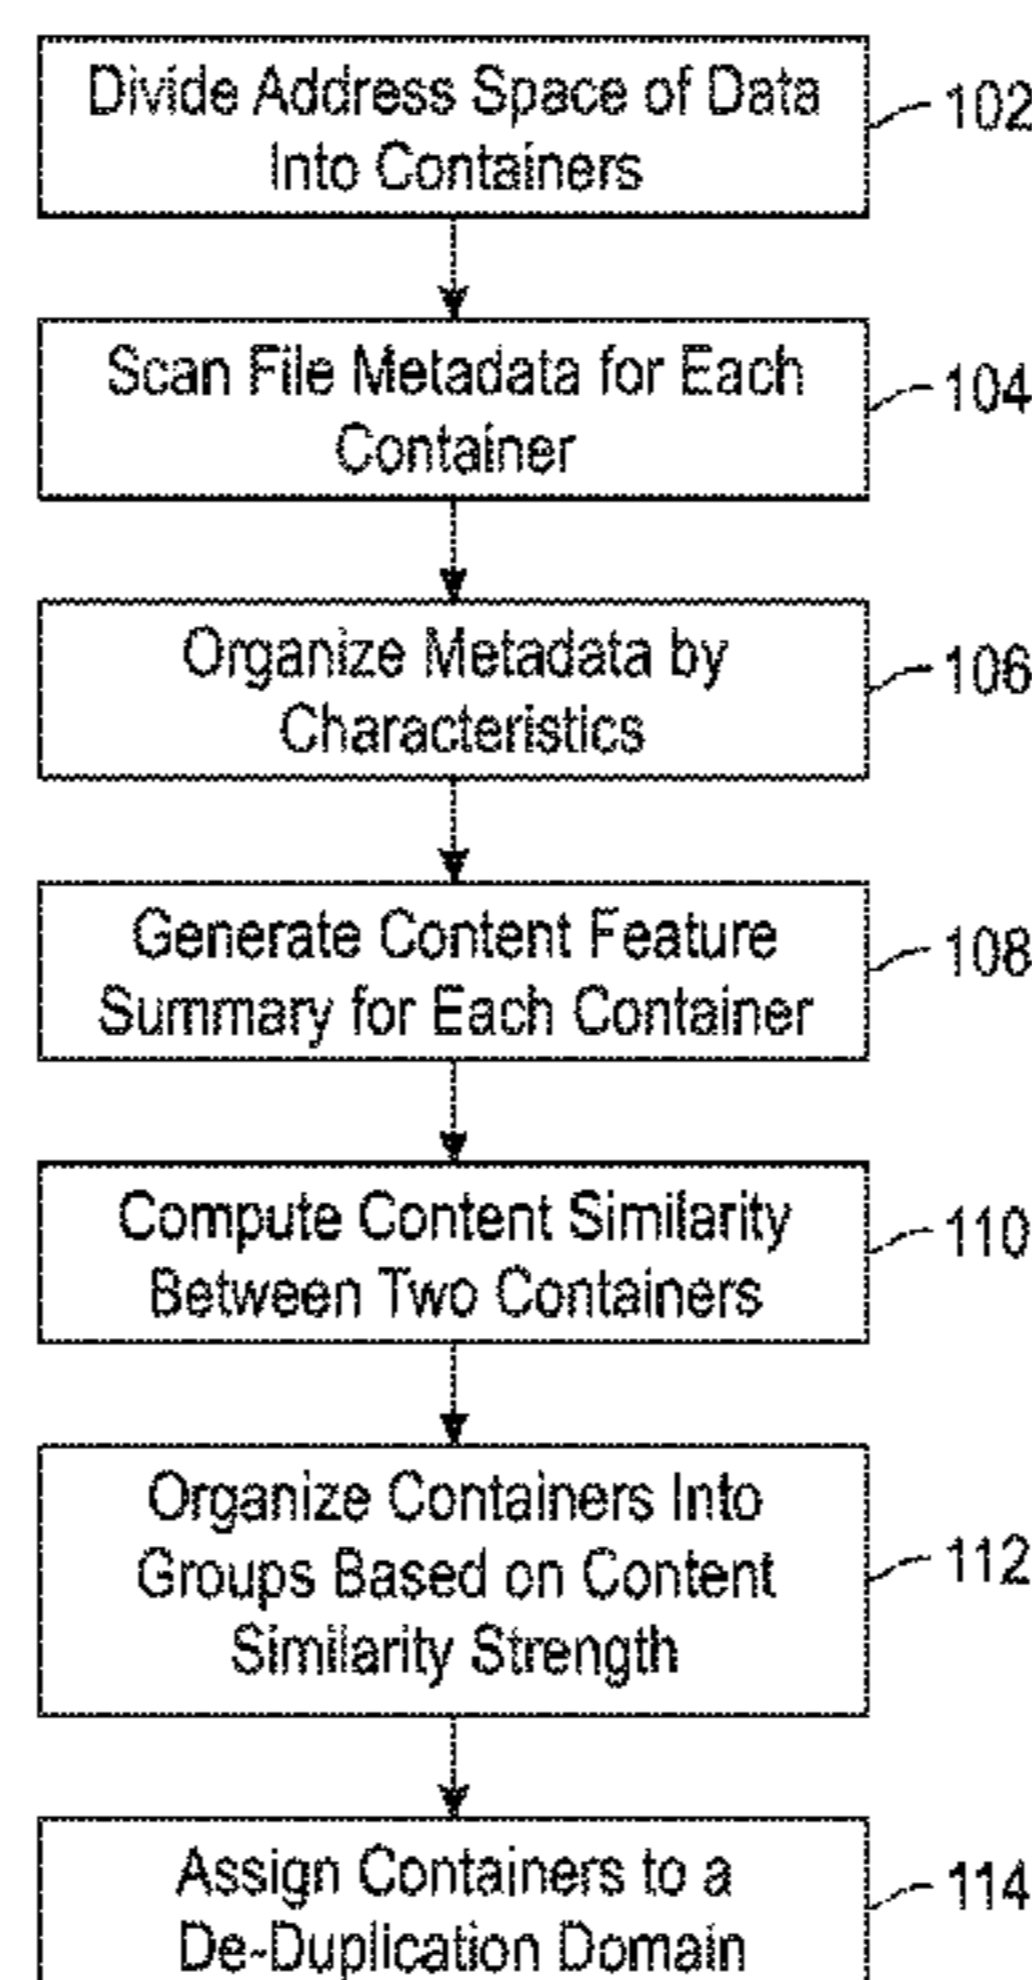 Divide Address Space of Data
Into Containers
102
Scan File Metadata for Each
Container
104
Organize Metadata by
Characteristics
106
Generate Content Feature
Summary for Each Container
108
Compute Content Similarity
Between Two Containers
110
Organize Containers Into
Groups Based on Content
Similarity Strength
112
Assign Containers to a
De-Duplication Domain
114